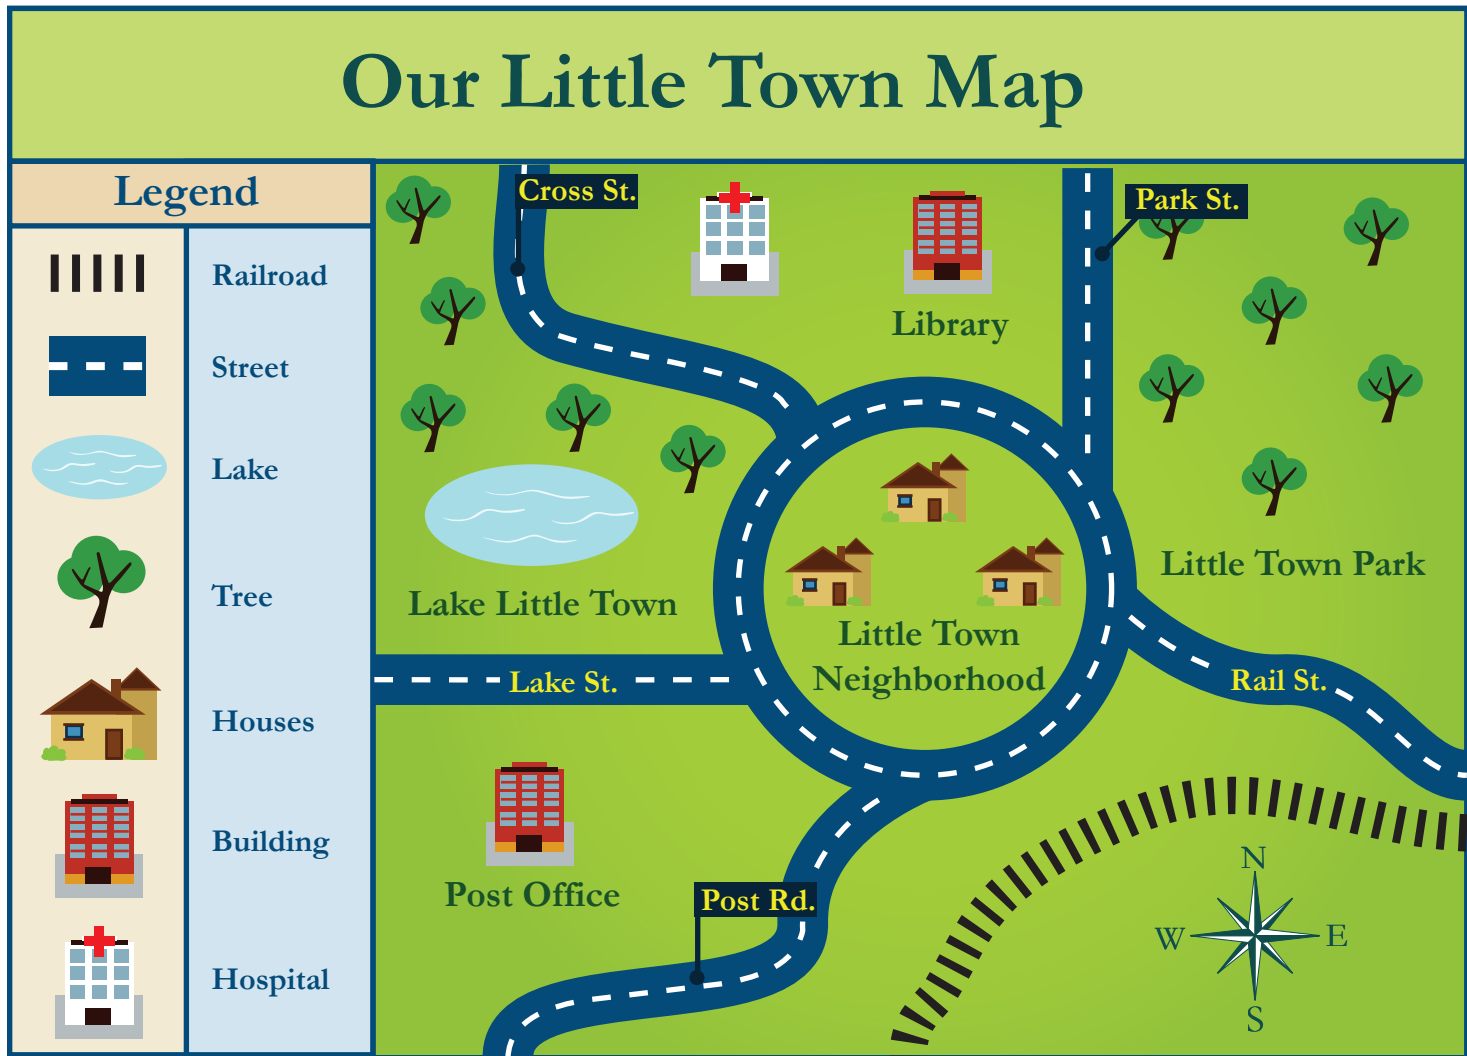 Our Little Town Map
Legend
Railroad
Street
Lake
Tree
Houses
Building
Hospital
Cross St.
Park St.
Library
Little Town Park
Lake Little Town
Little Town
Neighborhood
Lake St.
Rail St.
Post Office
Post Rd.
N
W
E
S